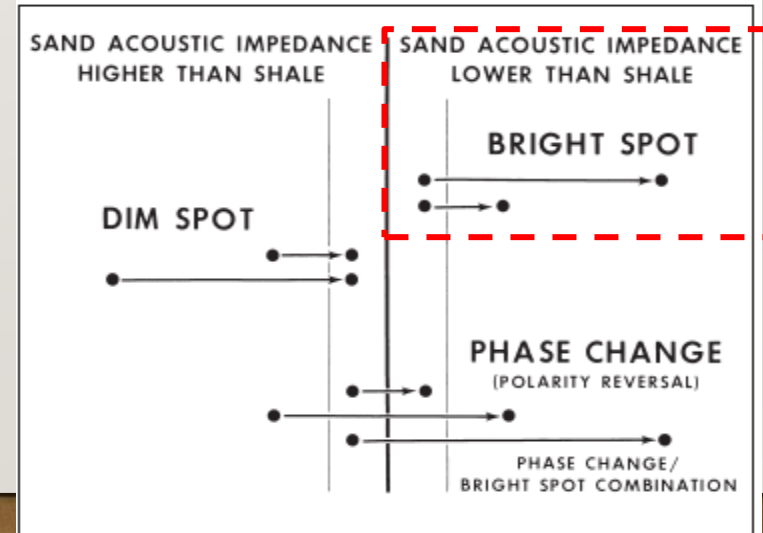 SAND ACOUSTIC IMPEDANCE
HIGHER THAN SHALE
SAND ACOUSTIC IMPEDANCE
LOWER THAN SHALE
BRIGHT SPOT
DIM SPOT
PHASE CHANGE
(POLARITY REVERSAL)
PHASE CHANGE/
BRIGHT SPOT COMBINATION